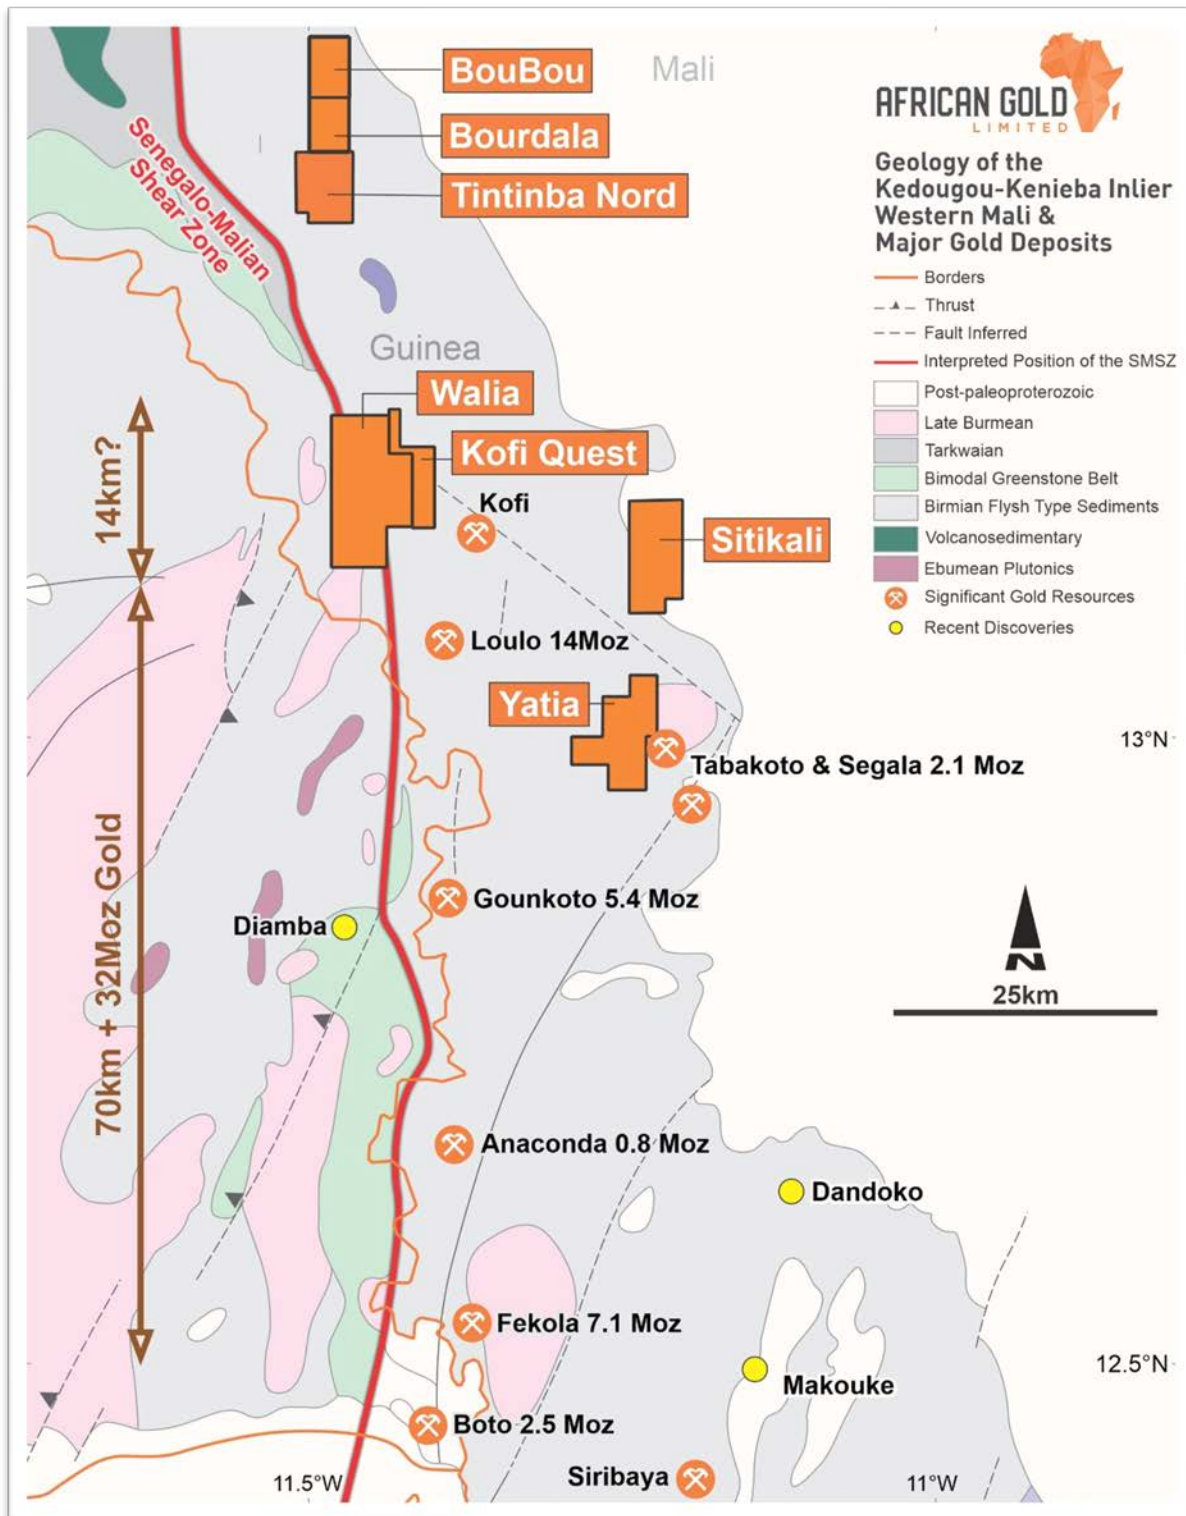 BouBou
Mali
Bourdala
Tintinba Nord
AFRICAN GOLD
LIMITED
Geology of the
Kedougou-Kenieba Inlier
Western Mali &
Major Gold Deposits
Borders
Thrust
Fault Inferred
Interpreted Position of the SMSZ
Post-paleoproterozoic
Late Burmean
Tarkwaian
Bimodal Greenstone Belt
Birmian Flysh Type Sediments
Volcanosedimentary
Ebumean Plutonics
Significant Gold Resources
Recent Discoveries
Senegalo-Malian
Shear Zone
Guinea
Walia
Kofi Quest
14km?
Kofi
Sitikali
Loulo 14Moz
Yatia
13°N
Tabakoto & Segala 2.1 Moz
70km + 32Moz Gold
Gounkoto 5.4 Moz
Diamba
N
25km
Anaconda 0.8 Moz
Dandoko
Fekola 7.1 Moz
12.5°N
Makouke
Boto 2.5 Moz
Siribaya
11.5°W
11°W